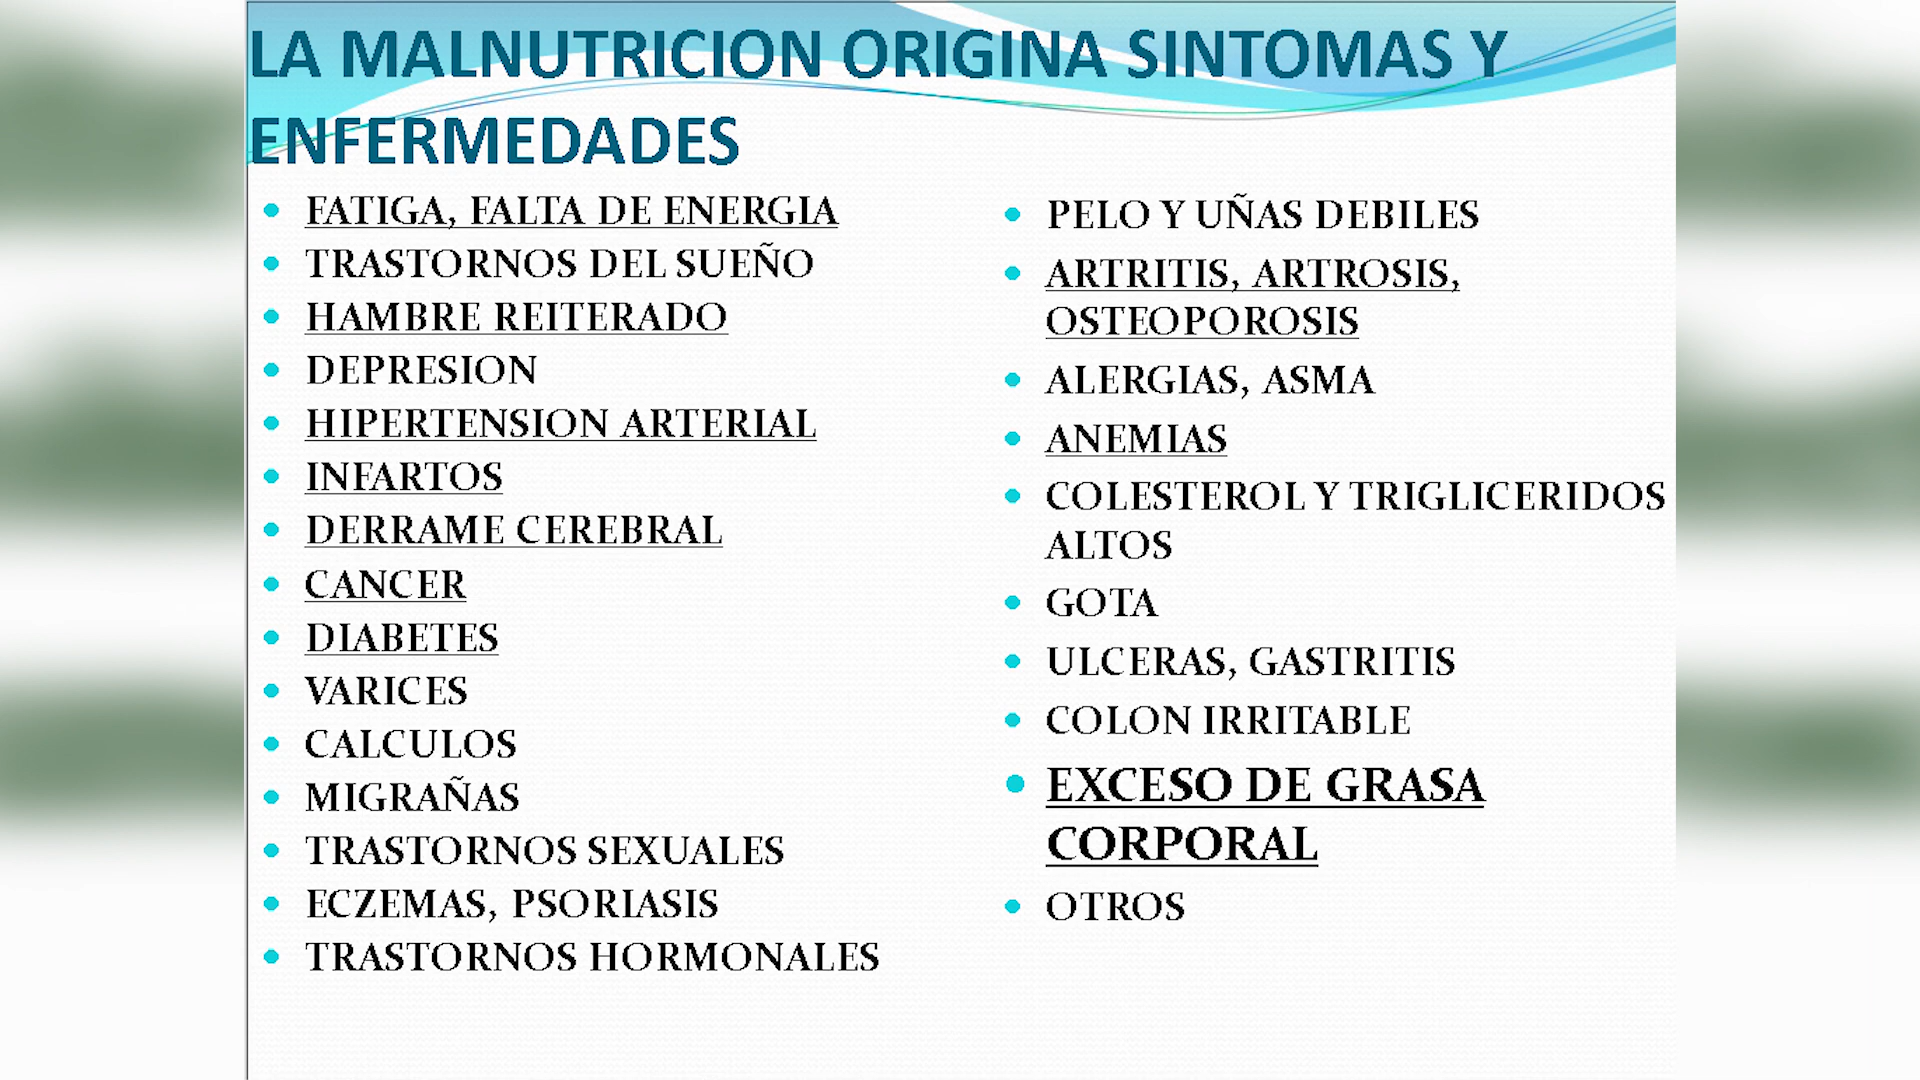 LA MALNUTRICION ORIGINA SINTOMAS Y
ENFERMEDADES
FATIGA, FALTA DE ENERGIA
TRASTORNOS DEL SUEÑO
HAMBRE REITERADO
DEPRESION
HIPERTENSION ARTERIAL
INFARTOS
DERRAME CEREBRAL
CANCER
DIABETES
VARICES
CALCULOS
MIGRAÑAS
TRASTORNOS SEXUALES
ECZEMAS, PSORIASIS
TRASTORNOS HORMONALES
PELO Y UÑAS DEBILES
ARTRITIS, ARTROSIS,
OSTEOPOROSIS
ALERGIAS, ASMA
ANEMIAS
COLESTEROL Y TRIGLICERIDOS
ALTOS
GOTA
ULCERAS, GASTRITIS
COLON IRRITABLE
EXCESO DE GRASA
CORPORAL
OTROS